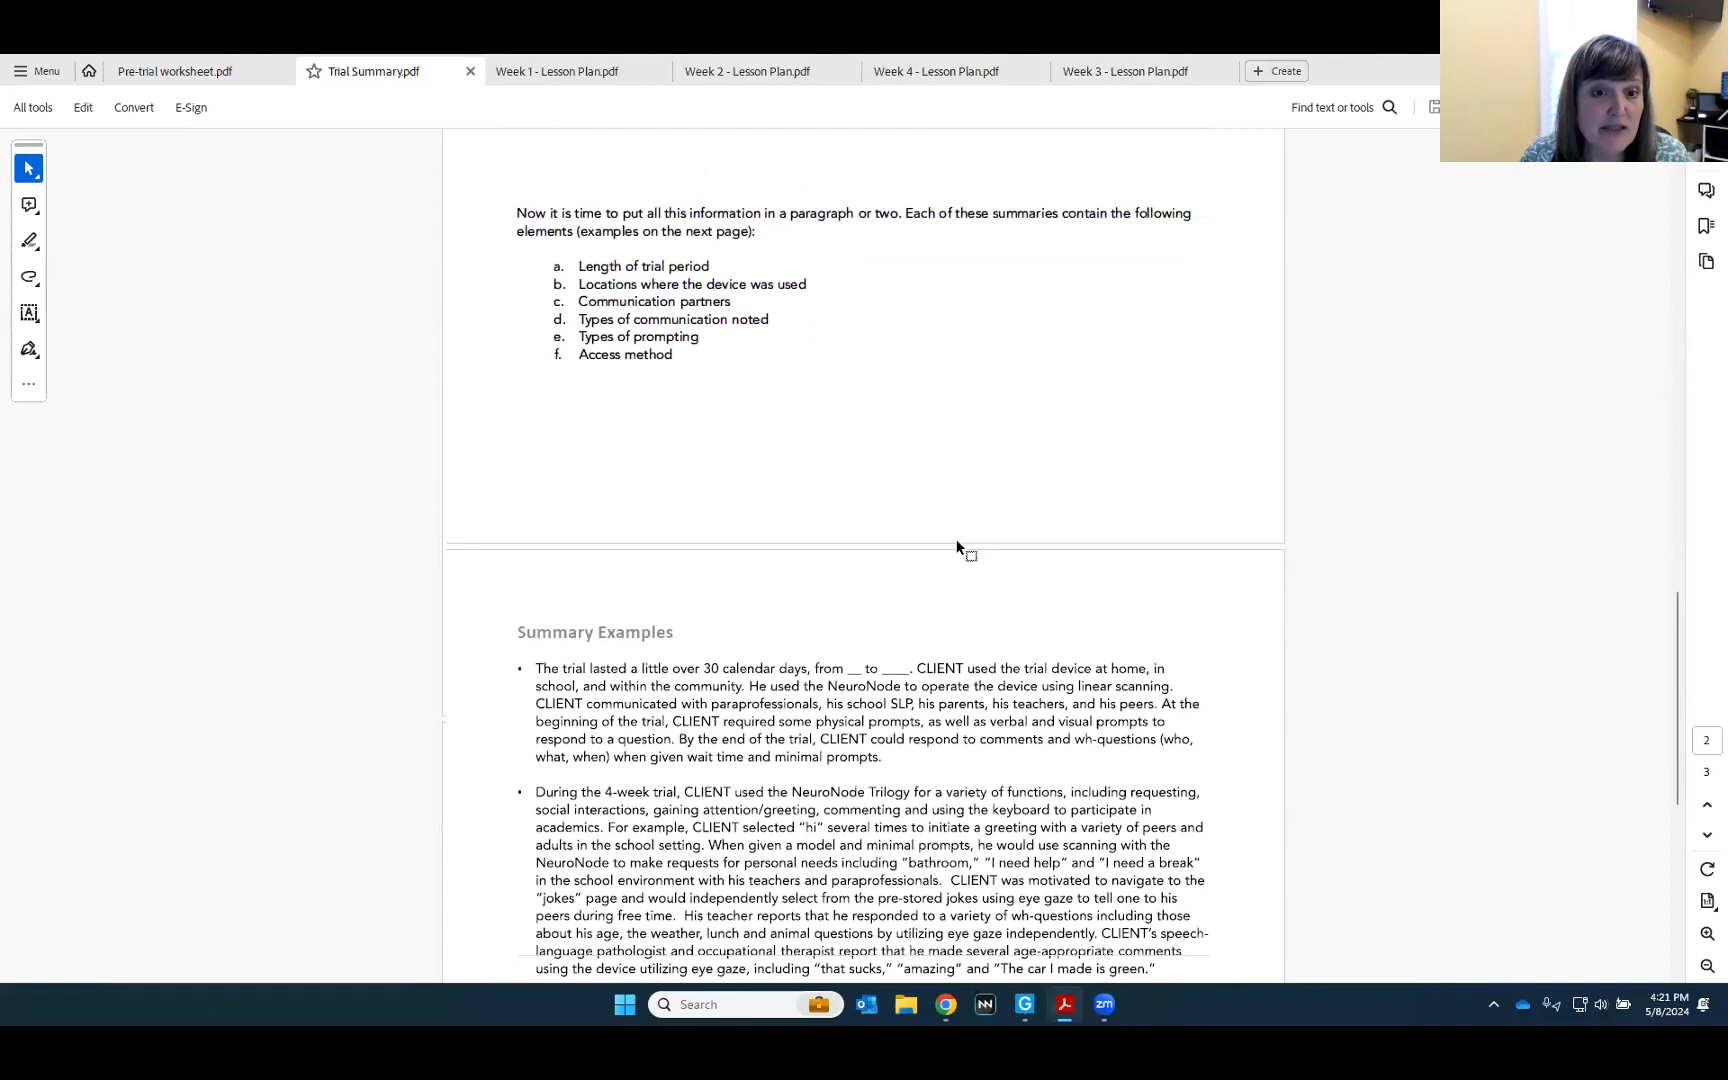 Menu
Pre-trial worksheet.pdf
Trial Summary.pdf
Week 1 - Lesson Plan.pdf
Week 2 - Lesson Plan.pdf
Week 4 - Lesson Plan.pdf
Week 3 - Lesson Plan.pdf
Create
All tools
Edit
Convert
E-Sign
Find text or tools
Now it is time to put all this information in a paragraph or two. Each of these summaries contain the following
elements (examples on the next page):
a. Length of trial period
b. Locations where the device was used
c. Communication partners
d. Types of communication noted
e. Types of prompting
f. Access method
Summary Examples
• The trial lasted a little over 30 calendar days, from __ to ____. CLIENT used the trial device at home, in
school, and within the community. He used the NeuroNode to operate the device using linear scanning.
CLIENT communicated with paraprofessionals, his school SLP, his parents, his teachers, and his peers. At the
beginning of the trial, CLIENT required some physical prompts, as well as verbal and visual prompts to
respond to a question. By the end of the trial, CLIENT could respond to comments and wh-questions (who,
what, when) when given wait time and minimal prompts.
• During the 4-week trial, CLIENT used the NeuroNode Trilogy for a variety of functions, including requesting,
social interactions, gaining attention/greeting, commenting and using the keyboard to participate in
academics. For example, CLIENT selected “hi” several times to initiate a greeting with a variety of peers and
adults in the school setting. When given a model and minimal prompts, he would use scanning with the
NeuroNode to make requests for personal needs including “bathroom,” “I need help” and “I need a break”
in the school environment with his teachers and paraprofessionals. CLIENT was motivated to navigate to the
“jokes” page and would independently select from the pre-stored jokes using eye gaze to tell one to his
peers during free time. His teacher reports that he responded to a variety of wh-questions including those
about his age, the weather, lunch and animal questions by utilizing eye gaze independently. CLIENT’s speech-
language pathologist and occupational therapist report that he made several age-appropriate comments
using the device utilizing eye gaze, including “that sucks,” “amazing” and “The car I made is green.”
2
3
Search
zm
4:21 PM
5/8/2024